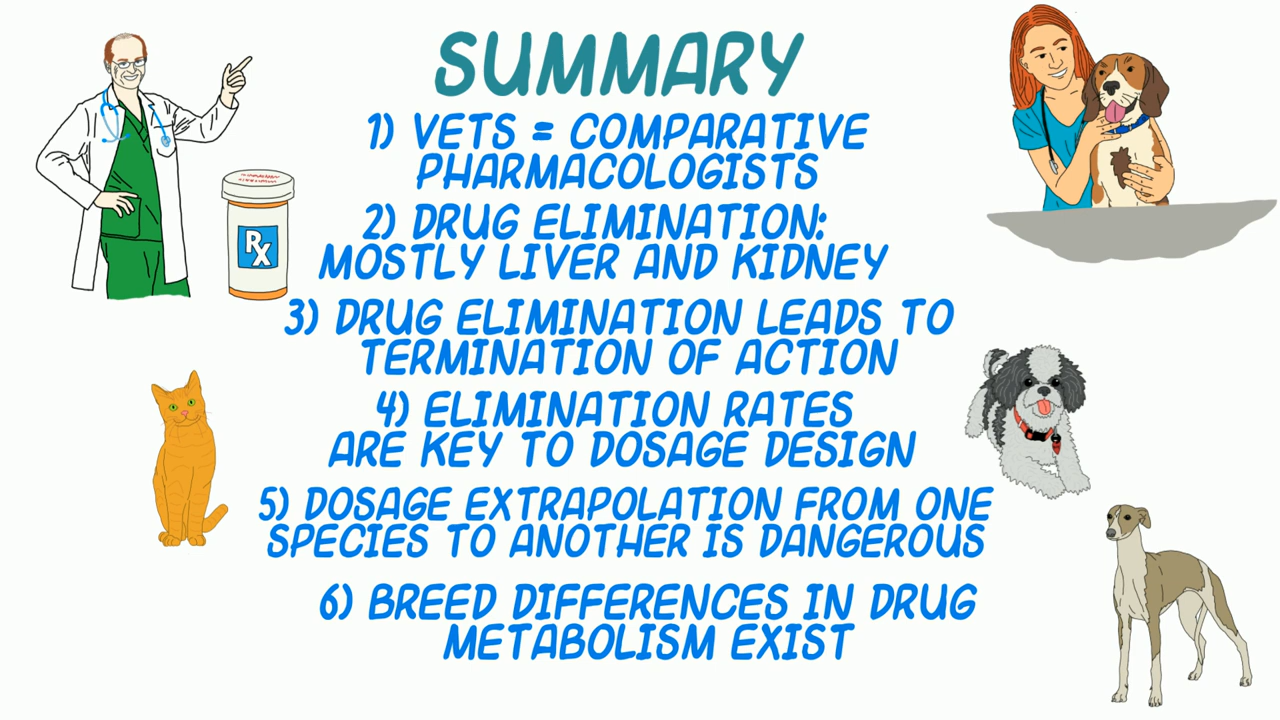 SUMMARY
1) VETS = COMPARATIVE
PHARMACOLOGISTS
2) DRUG ELIMINATION:
MOSTLY LIVER AND KIDNEY
3) DRUG ELIMINATION LEADS TO
TERMINATION OF ACTION
4) ELIMINATION RATES
ARE KEY TO DOSAGE DESIGN
5) DOSAGE EXTRAPOLATION FROM ONE
SPECIES TO ANOTHER IS DANGEROUS
6) BREED DIFFERENCES IN DRUG
METABOLISM EXIST
RX